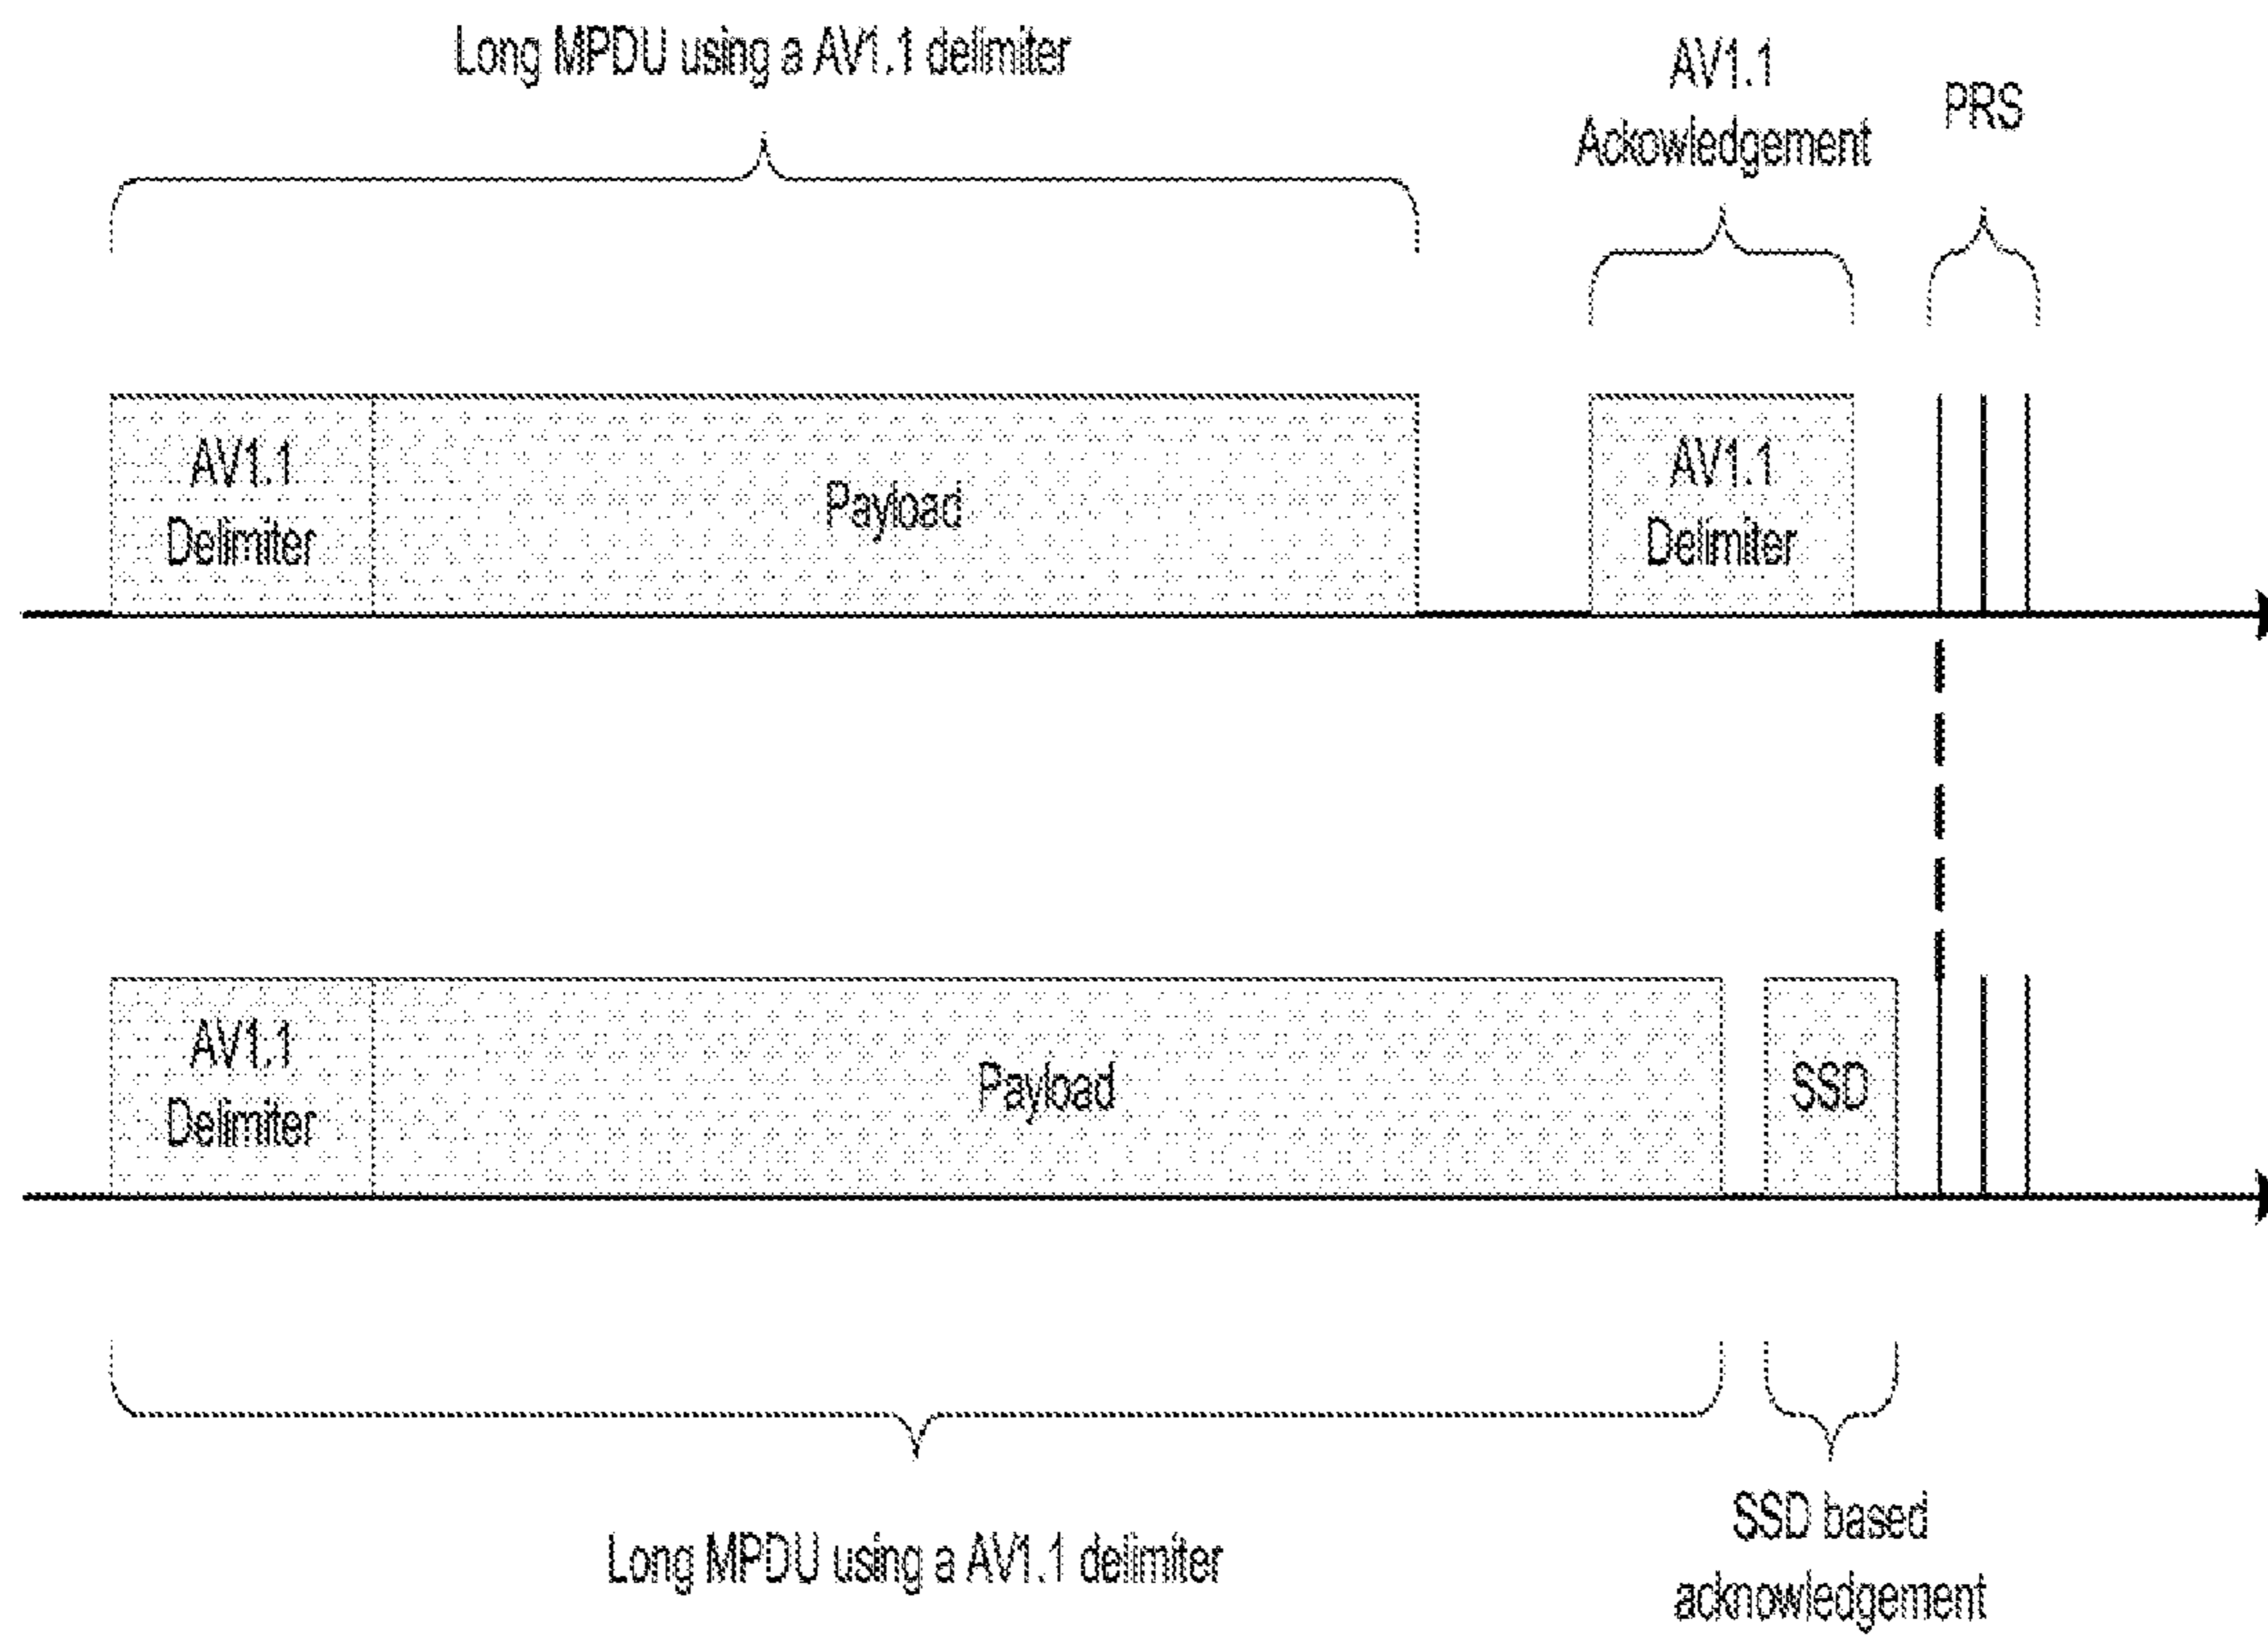 Long MPDU using a AV1.1 delimiter
AV1.1
Ackowledgement
PRS
AV1.1
Delimiter
Payload
AV1.1
Delimiter
AV1.1
Delimiter
Payload
SSD
Long MPDU using a AV1.1 delimiter
SSD based
acknowledgement